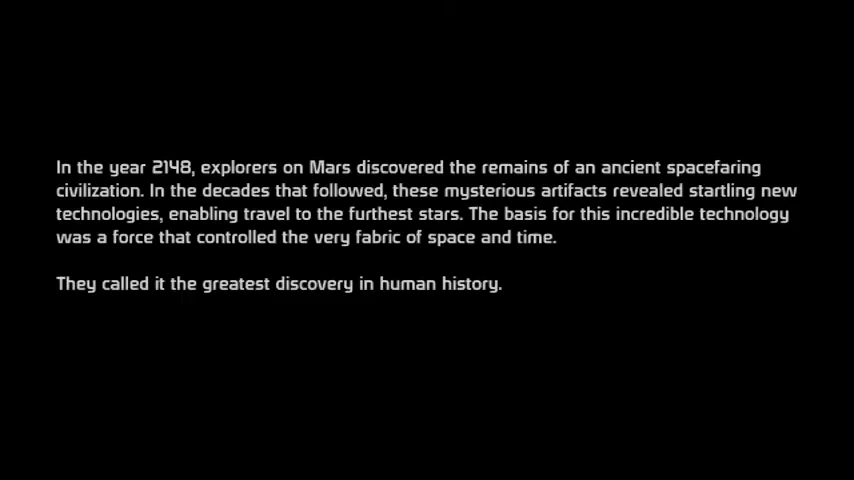 In the year 2148, explorers on Mars discovered the remains of an ancient spacefaring
civilization. In the decades that followed, these mysterious artifacts revealed startling new
technologies, enabling travel to the furthest stars. The basis for this incredible technology
was a force that controlled the very fabric of space and time.
They called it the greatest discovery in human history.